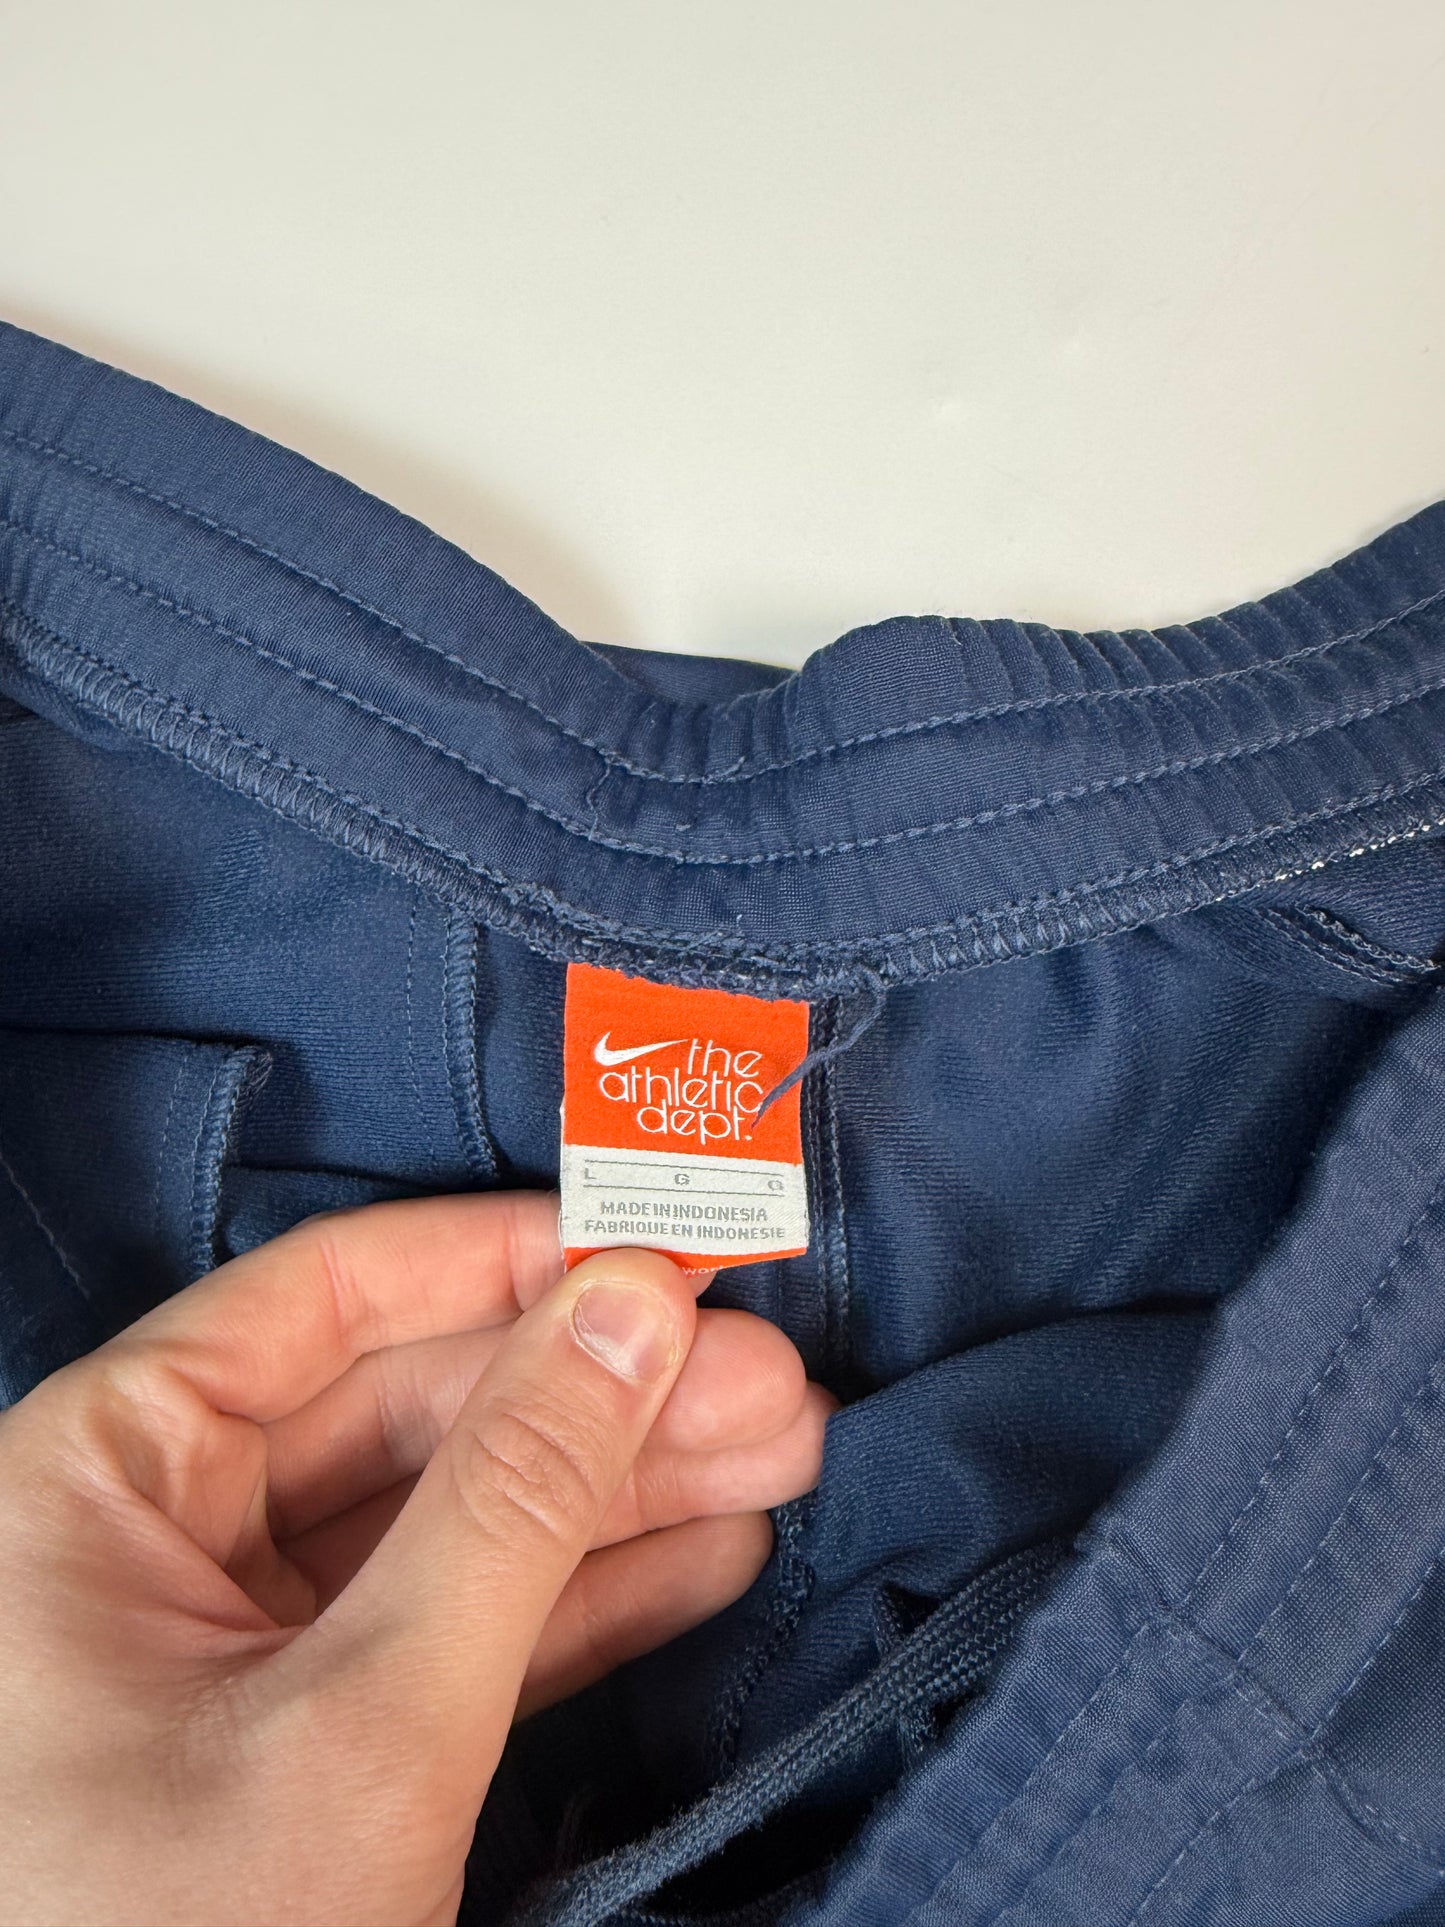 the
athletic
dept.
L G G
MADE IN INDONESIA
FABRIQUE EN INDONESIE